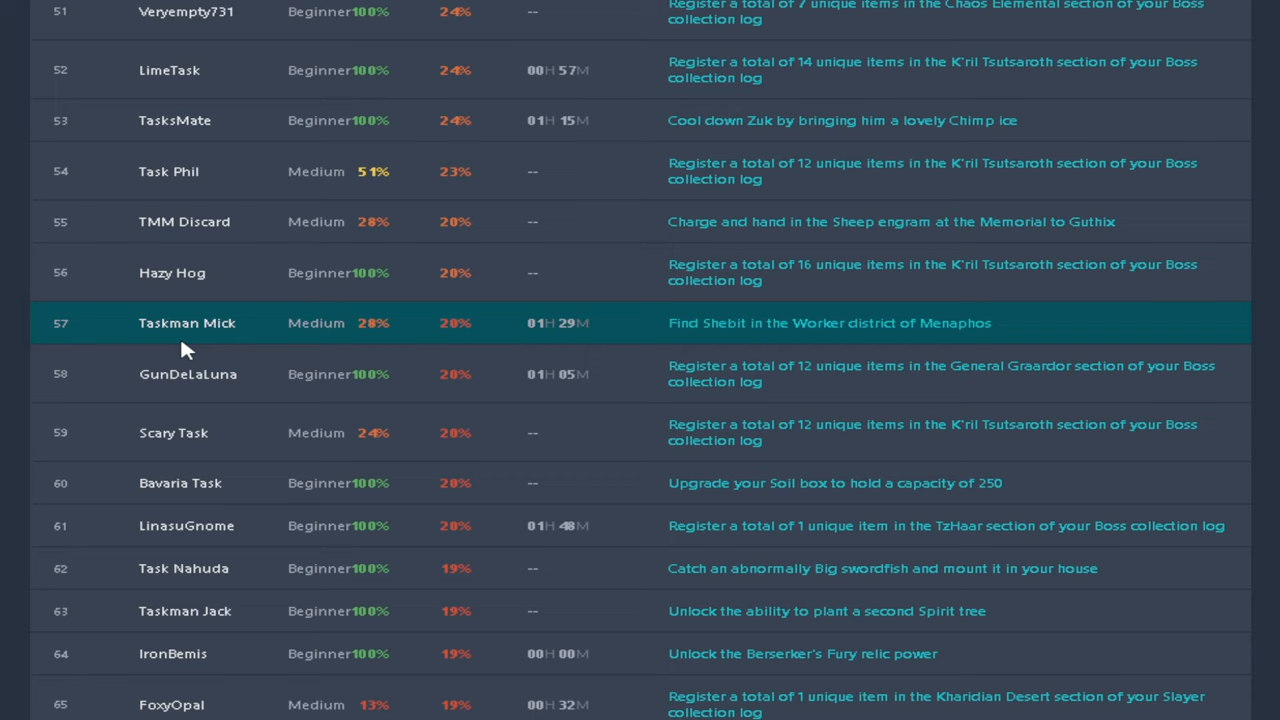 51 Veryempty731 Beginner 100% 24% -- Register a total of 7 unique items in the Chaos Elemental section of your Boss
collection log
52 LimeTask Beginner 100% 24% 00H 57M Register a total of 14 unique items in the K'ril Tsutsaroth section of your Boss
collection log
53 TasksMate Beginner 100% 24% 01H 15M Cool down Zuk by bringing him a lovely Chimp ice
54 Task Phil Medium 51% 23% -- Register a total of 12 unique items in the K'ril Tsutsaroth section of your Boss
collection log
55 TMM Discard Medium 28% 20% -- Charge and hand in the Sheep engram at the Memorial to Guthix
56 Hazy Hog Beginner 100% 20% -- Register a total of 16 unique items in the K'ril Tsutsaroth section of your Boss
collection log
57 Taskman Mick Medium 28% 20% 01H 29M Find Shebit in the Worker district of Menaphos
58 GunDeLaLuna Beginner 100% 20% 01H 05M Register a total of 12 unique items in the General Graardor section of your Boss
collection log
59 Scary Task Medium 24% 20% -- Register a total of 12 unique items in the K'ril Tsutsaroth section of your Boss
collection log
60 Bavaria Task Beginner 100% 20% -- Upgrade your Soil box to hold a capacity of 250
61 LinasuGnome Beginner 100% 20% 01H 48M Register a total of 1 unique item in the TzHaar section of your Boss collection log
62 Task Nahuda Beginner 100% 19% -- Catch an abnormally Big swordfish and mount it in your house
63 Taskman Jack Beginner 100% 19% -- Unlock the ability to plant a second Spirit tree
64 IronBemis Beginner 100% 19% 00H 00M Unlock the Berserker's Fury relic power
65 FoxyOpal Medium 13% 19% 00H 32M Register a total of 1 unique item in the Kharidian Desert section of your Slayer
collection log